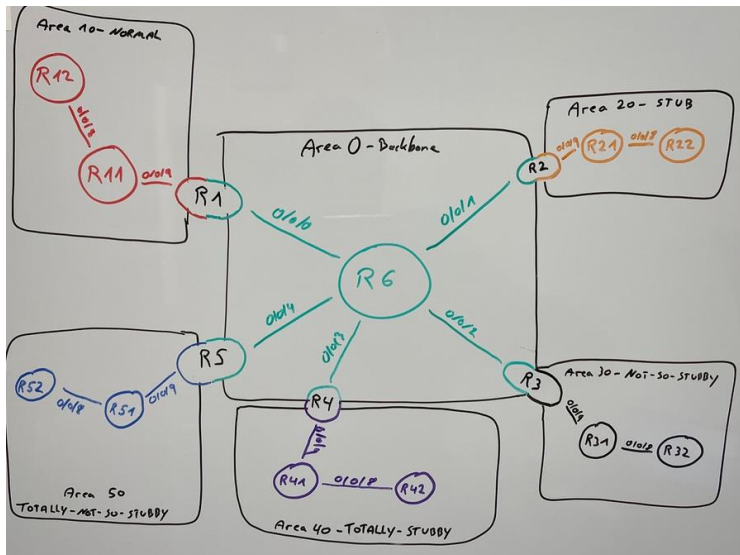 Area 10 - NORMAL
R12
0/0/8
R11
0/0/9
R1
Area 0 - Backbone
0/0/0
0/0/1
R6
0/0/4
0/0/3
0/0/2
Area 20 - STUB
R2
0/0/9
R21
0/0/8
R22
R5
0/0/9
R51
0/0/8
R52
Area 50
TOTALLY-NOT-SO-STUBBY
R4
0/0/9
R41
0/0/8
R42
Area 40 - TOTALLY-STUBBY
R3
Area 30 - NOT-SO-STUBBY
0/0/9
R31
0/0/8
R32